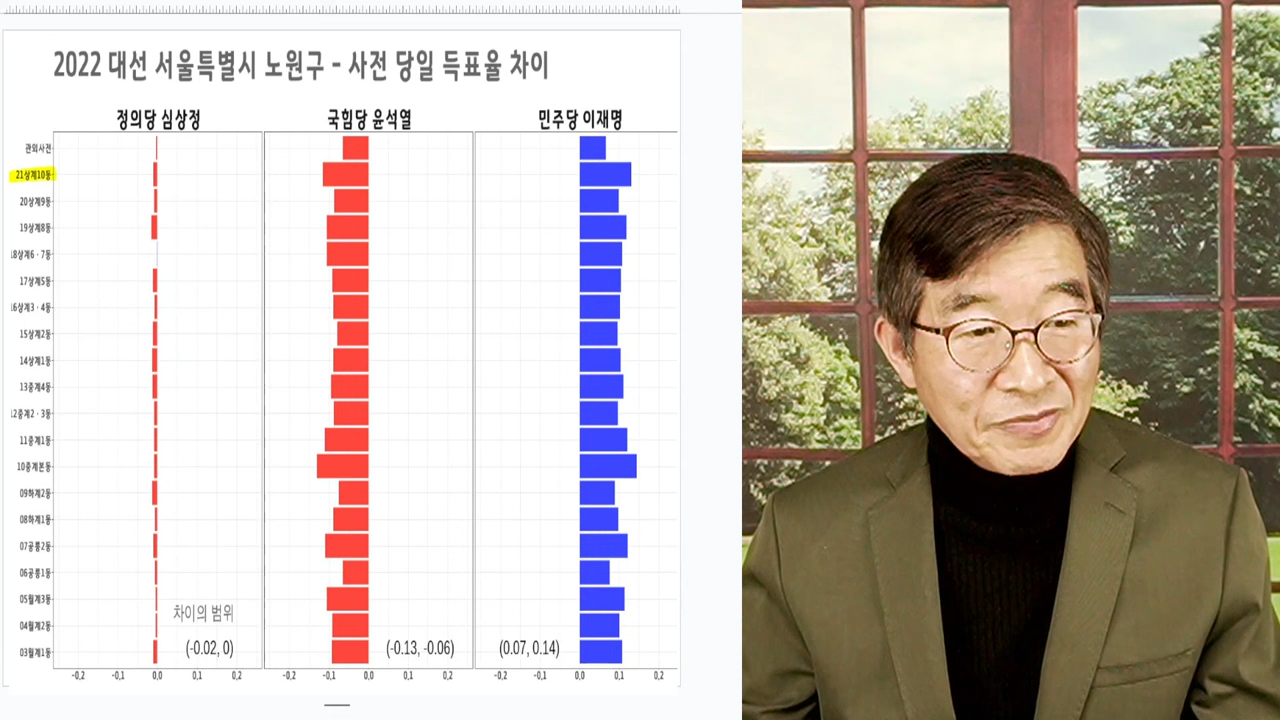 2022 대선 서울특별시 노원구 - 사전 당일 득표율 차이
정의당 심상정 국힘당 윤석열 민주당 이재명
관외사전
21상계10동
20상계9동
19상계8동
18상계6·7동
17상계5동
16상계3·4동
15상계2동
14상계1동
13중계4동
12중계2·3동
11중계1동
10중계본동
09하계2동
08하계1동
07공릉2동
06공릉1동
05월계3동
04월계2동
03월계1동
차이의 범위
(-0.02, 0) (-0.13, -0.06) (0.07, 0.14)
-0,1 0,0 0,1 0,2 -0,2 -0,1 0,0 0,1 0,2 -0,2 -0,1 0,0 0,1 0,2